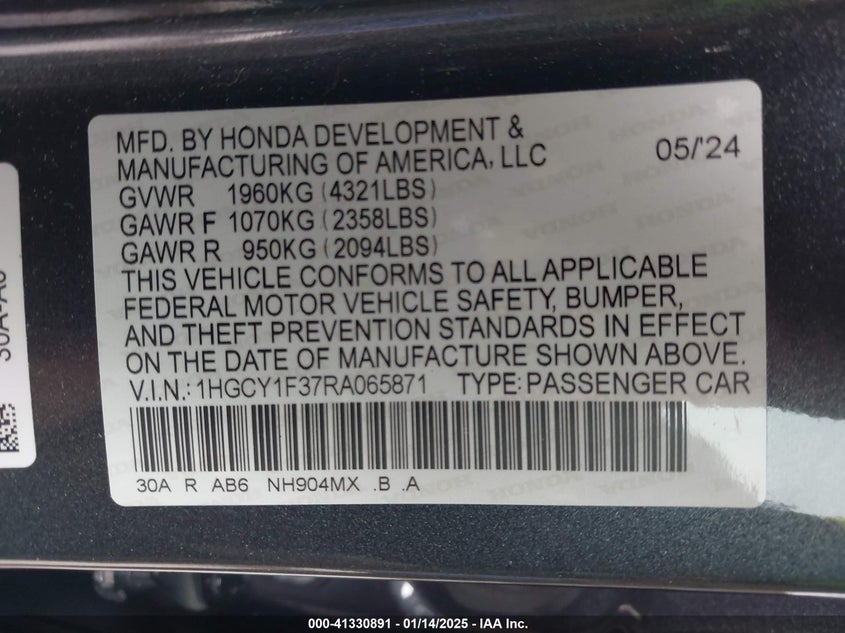 MFD. BY HONDA DEVELOPMENT &
MANUFACTURING OF AMERICA, LLC 05/'24
GVWR 1960KG (4321LBS)
GAWR F 1070KG (2358LBS)
GAWR R 950KG (2094LBS)
THIS VEHICLE CONFORMS TO ALL APPLICABLE
FEDERAL MOTOR VEHICLE SAFETY, BUMPER,
AND THEFT PREVENTION STANDARDS IN EFFECT
ON THE DATE OF MANUFACTURE SHOWN ABOVE.
V.I.N.: 1HGCY1F37RA065871 TYPE: PASSENGER CAR
30A R AB6 NH904MX .B .A
000-41330891 - 01/14/2025 - IAA Inc.